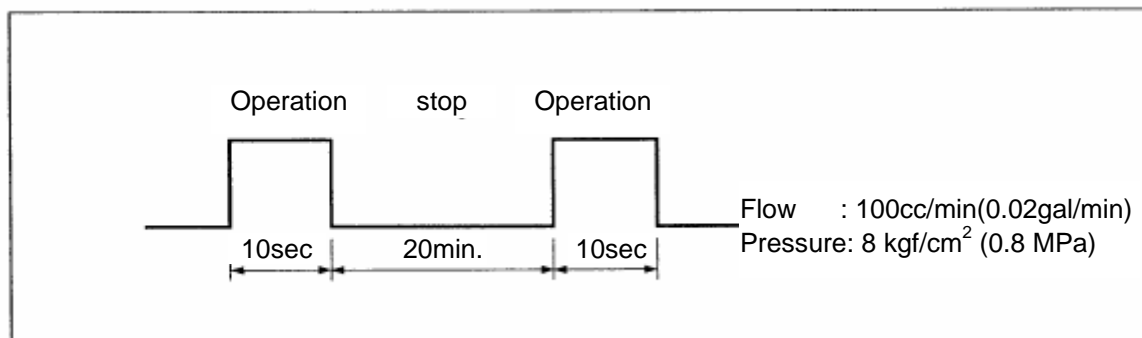 Operation stop Operation
10sec 20min. 10sec
Flow : 100cc/min(0.02gal/min)
Pressure: 8 kgf/cm² (0.8 MPa)